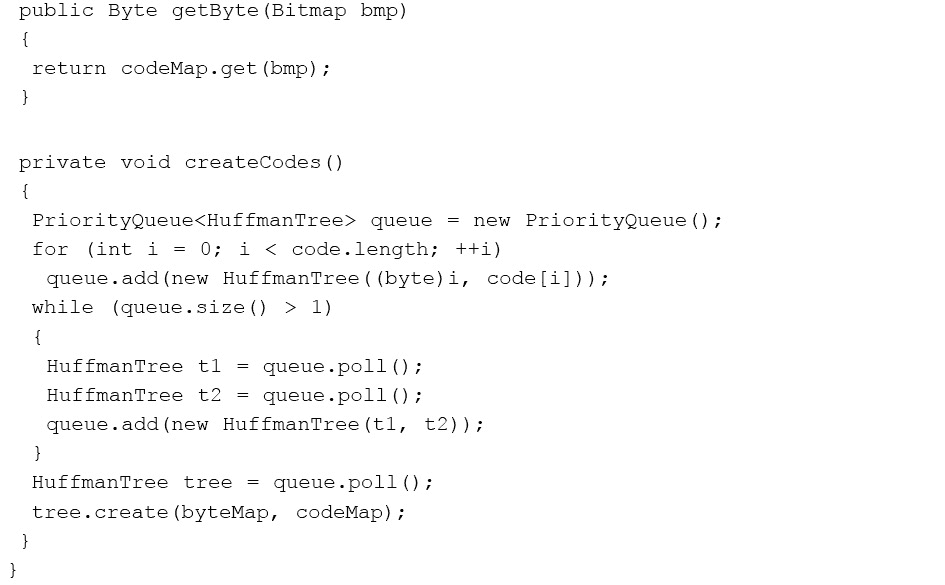 public Byte getByte(Bitmap bmp)
{
return codeMap.get(bmp);
}
private void createCodes()
{
PriorityQueue<HuffmanTree> queue = new PriorityQueue();
for (int i = 0; i < code.length; ++i)
queue.add(new HuffmanTree((byte)i, code[i]));
while (queue.size() > 1)
{
HuffmanTree t1 = queue.poll();
HuffmanTree t2 = queue.poll();
queue.add(new HuffmanTree(t1, t2));
}
HuffmanTree tree = queue.poll();
tree.create(byteMap, codeMap);
}
}